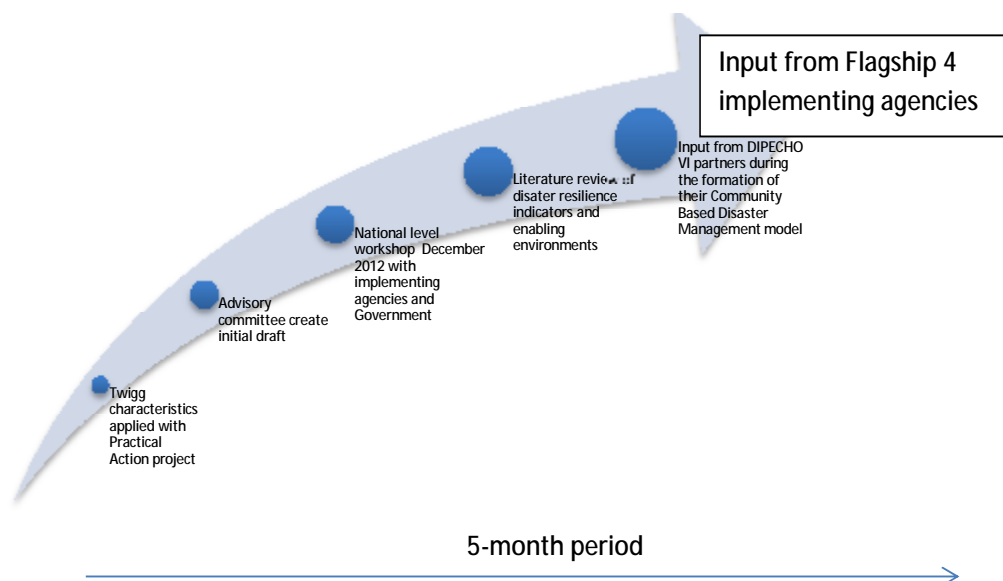 Input from Flagship 4
implementing agencies
Input from DIPECHO
VI partners during
the formation of
their Community
Based Disaster
Management model
Literature
disater resilience
indicators and
enabling
environments
National level
workshop December
2012 with
implementing
agencies and
Government
Advisory
committee create
initial draft
Twigg
characteristics
applied with
Practical
Action project
5-month period